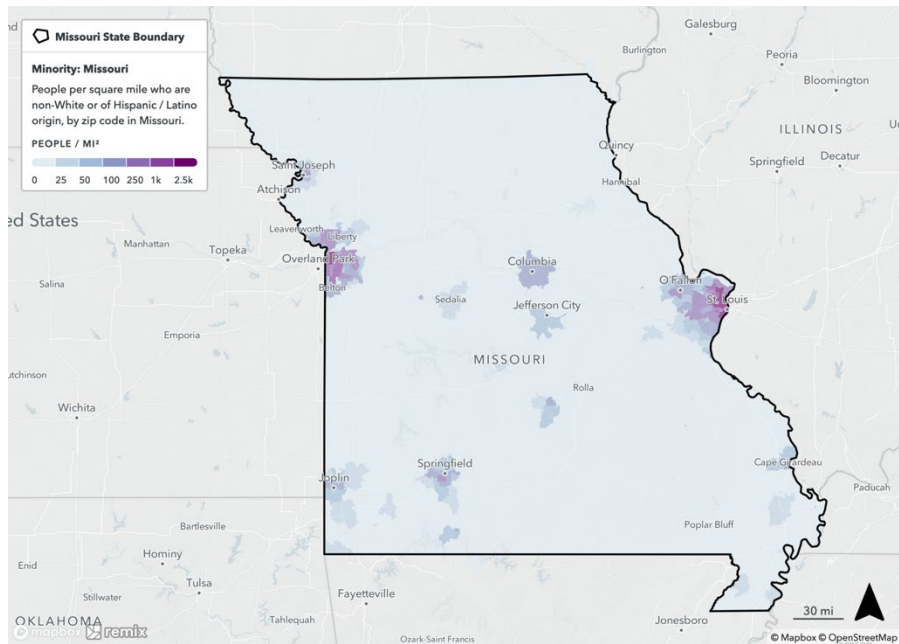 Missouri State Boundary
Minority: Missouri
People per square mile who are
non-White or of Hispanic / Latino
origin, by zip code in Missouri.
PEOPLE / MI²
0 25 50 100 250 1k 2.5k
Galesburg
Burlington
Peoria
Bloomington
ILLINOIS
Quincy
Springfield
Decatur
Hannibal
Saint Joseph
Atchison
ed States
Leavenworth
Liberty
Manhattan
Topeka
Overland Park
Columbia
Salina
Belton
O'Fallon
St. Louis
Sedalia
Jefferson City
Emporia
MISSOURI
utchinson
Rolla
Wichita
Springfield
Cape Girardeau
Joplin
Paducah
Bartlesville
Poplar Bluff
Hominy
Enid
Tulsa
Stillwater
Fayetteville
30 mi
OKLAHOMA
Tahlequah
Jonesboro
mapbox remix
Ozark-Saint Francis
© Mapbox © OpenStreetMap